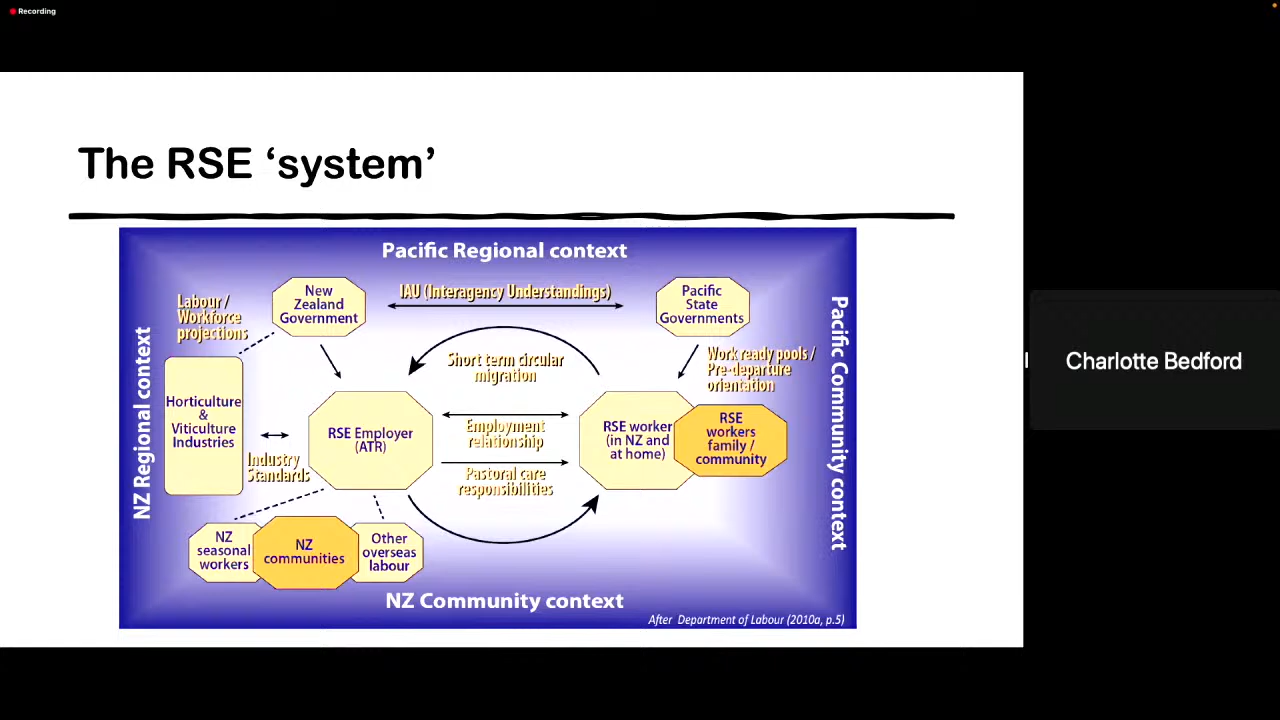 Recording
The RSE ‘system’
Pacific Regional context
New
Zealand
Government
IAU (Interagency Understandings)
Pacific
State
Governments
Labour /
Workforce
projections
Short term circular
migration
Work ready pools /
Pre-departure
orientation
NZ Regional context
Horticulture
&
Viticulture
Industries
Industry
Standards
RSE Employer
(ATR)
Employment
relationship
Pastoral care
responsibilities
RSE worker
(in NZ and
at home)
RSE
workers
family /
community
Pacific Community context
Charlotte Bedford
NZ
seasonal
workers
NZ
communities
Other
overseas
labour
NZ Community context
After Department of Labour (2010a, p.5)